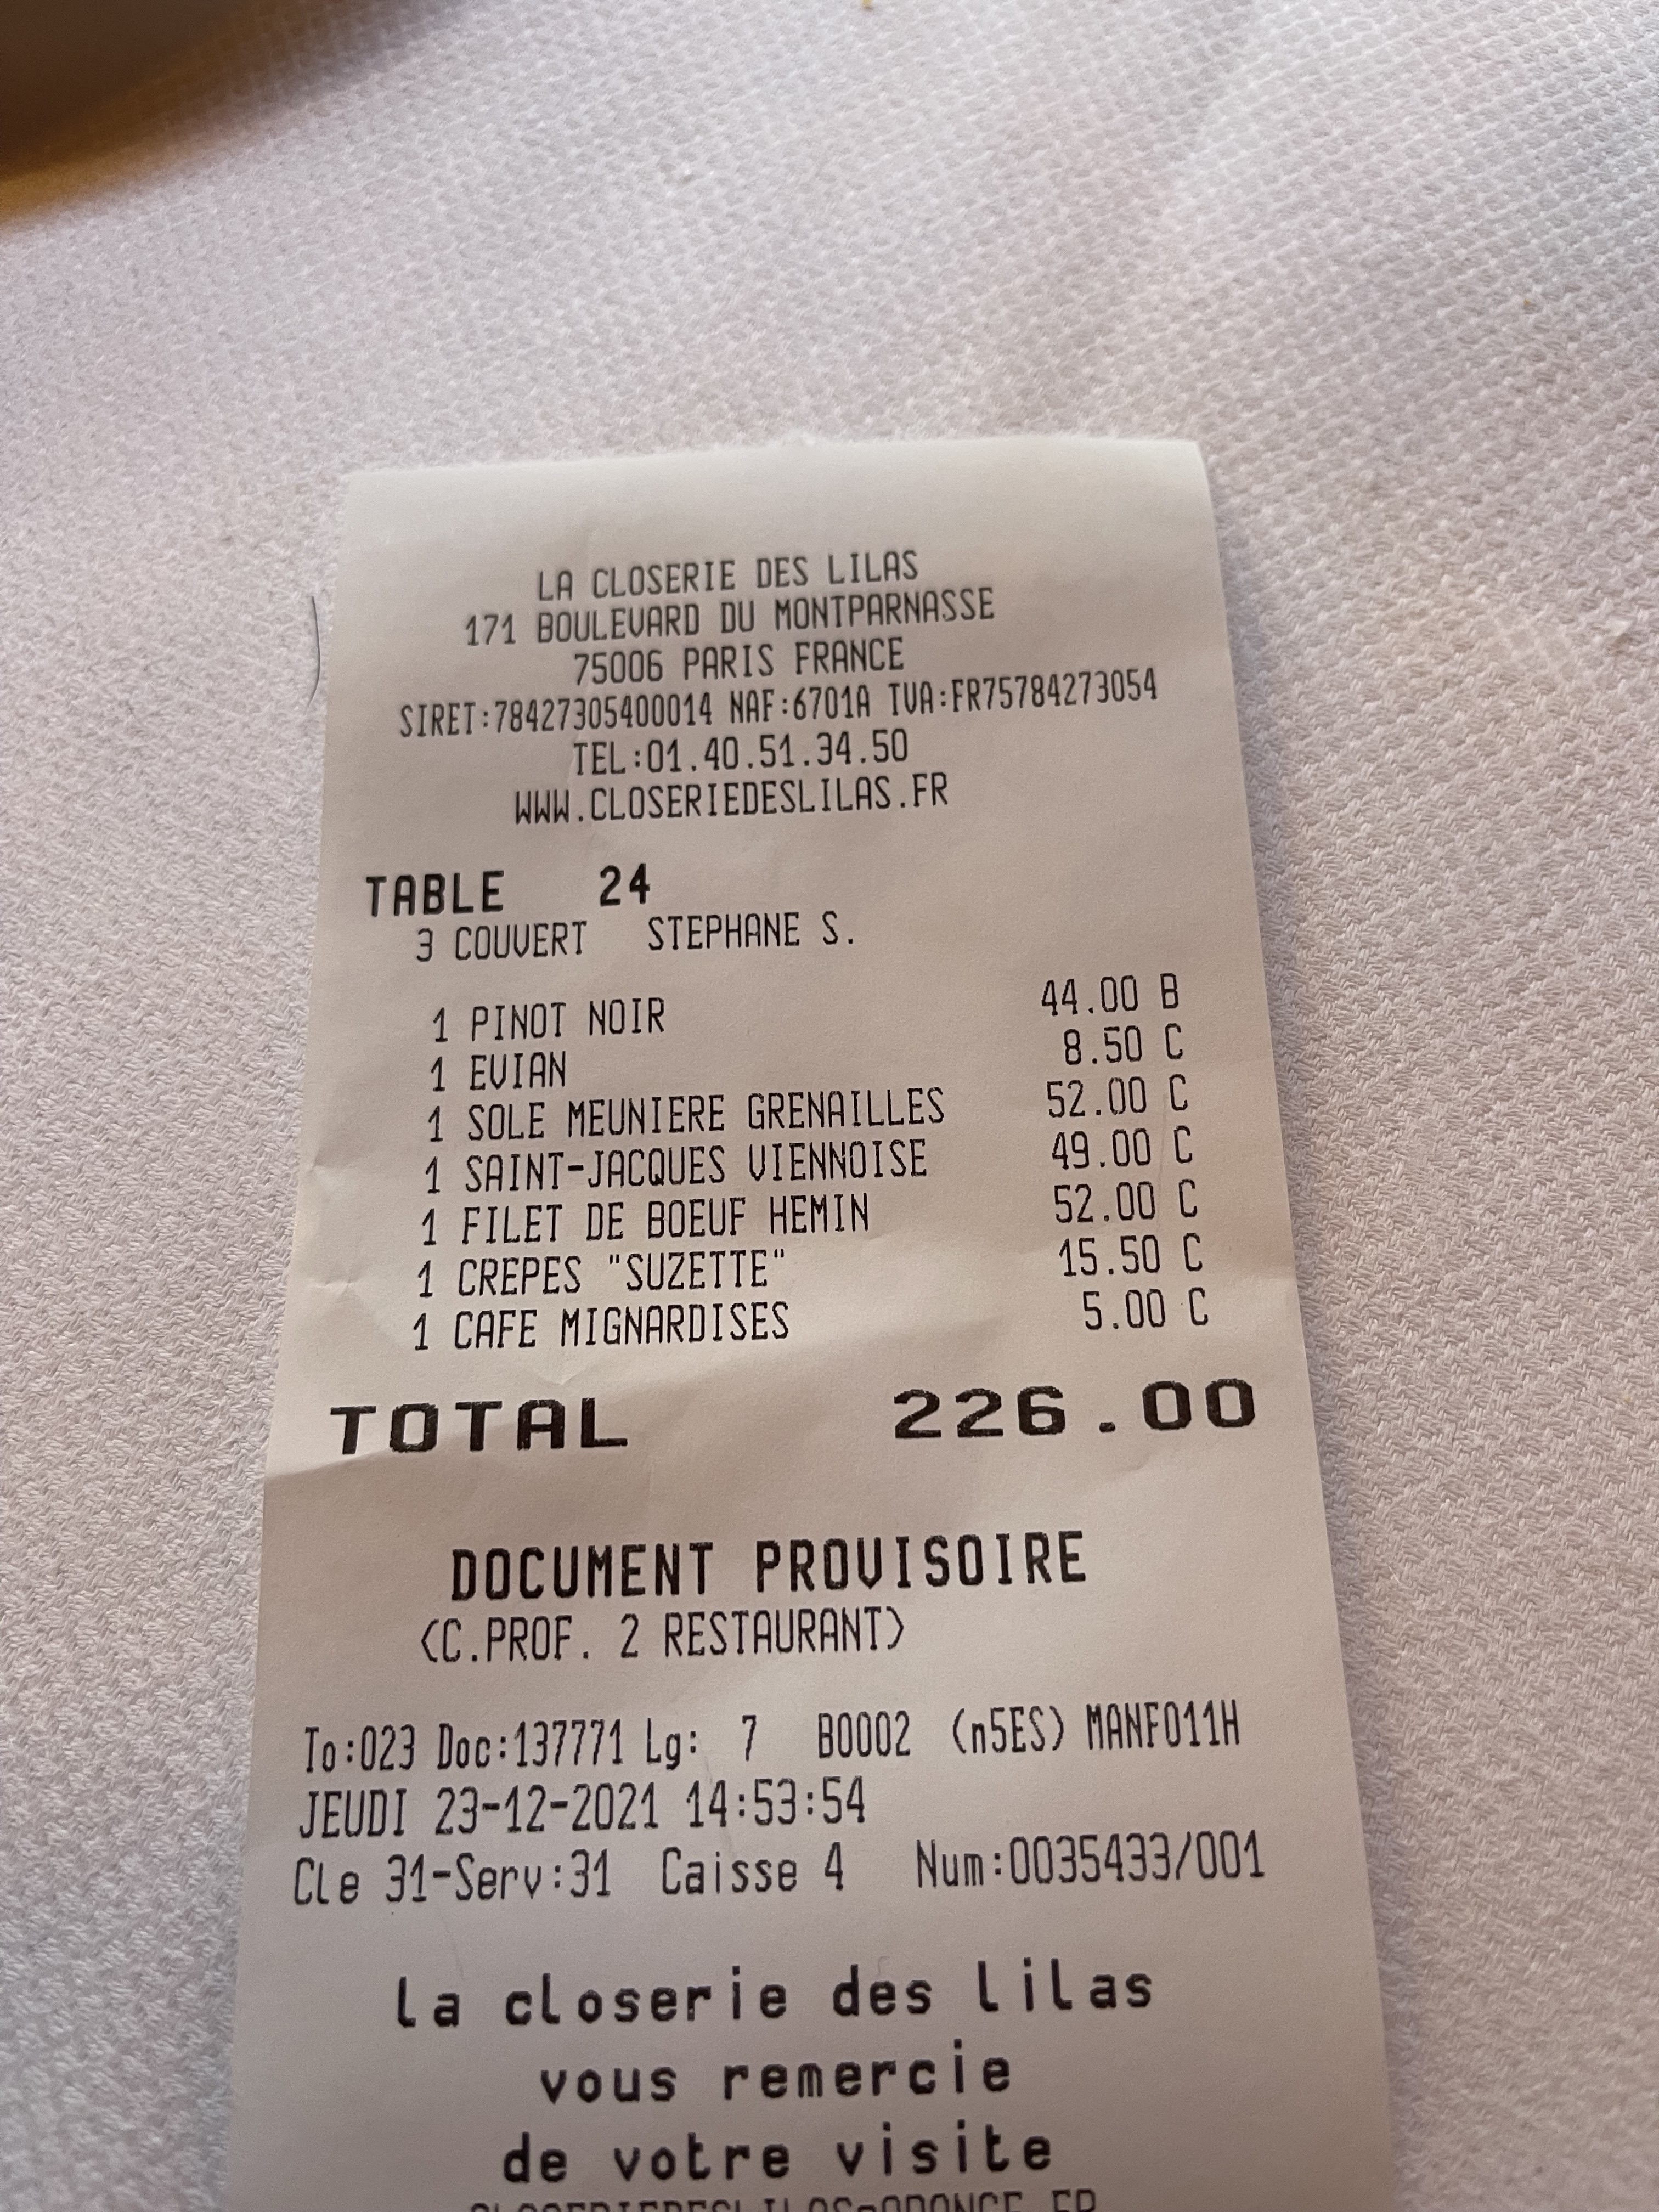 LA CLOSERIE DES LILAS
171 BOULEVARD DU MONTPARNASSE
75006 PARIS FRANCE
SIRET:78427305400014 NAF:6701A TVA:FR75784273054
TEL:01.40.51.34.50
WWW.CLOSERIEDESLILAS.FR
TABLE 24
3 COUVERT STEPHANE S.
1 PINOT NOIR 44.00 B
1 EVIAN 8.50 C
1 SOLE MEUNIERE GRENAILLES 52.00 C
1 SAINT-JACQUES VIENNOISE 49.00 C
1 FILET DE BOEUF HEMIN 52.00 C
1 CREPES "SUZETTE" 15.50 C
1 CAFE MIGNARDISES 5.00 C
TOTAL 226.00
DOCUMENT PROVISOIRE
<C.PROF. 2 RESTAURANT>
To:023 Doc:137771 Lg: 7 B0002 (n5ES) MANF011H
JEUDI 23-12-2021 14:53:54
Cle 31-Serv:31 Caisse 4 Num:0035433/001
la closerie des lilas
vous remercie
de votre visite